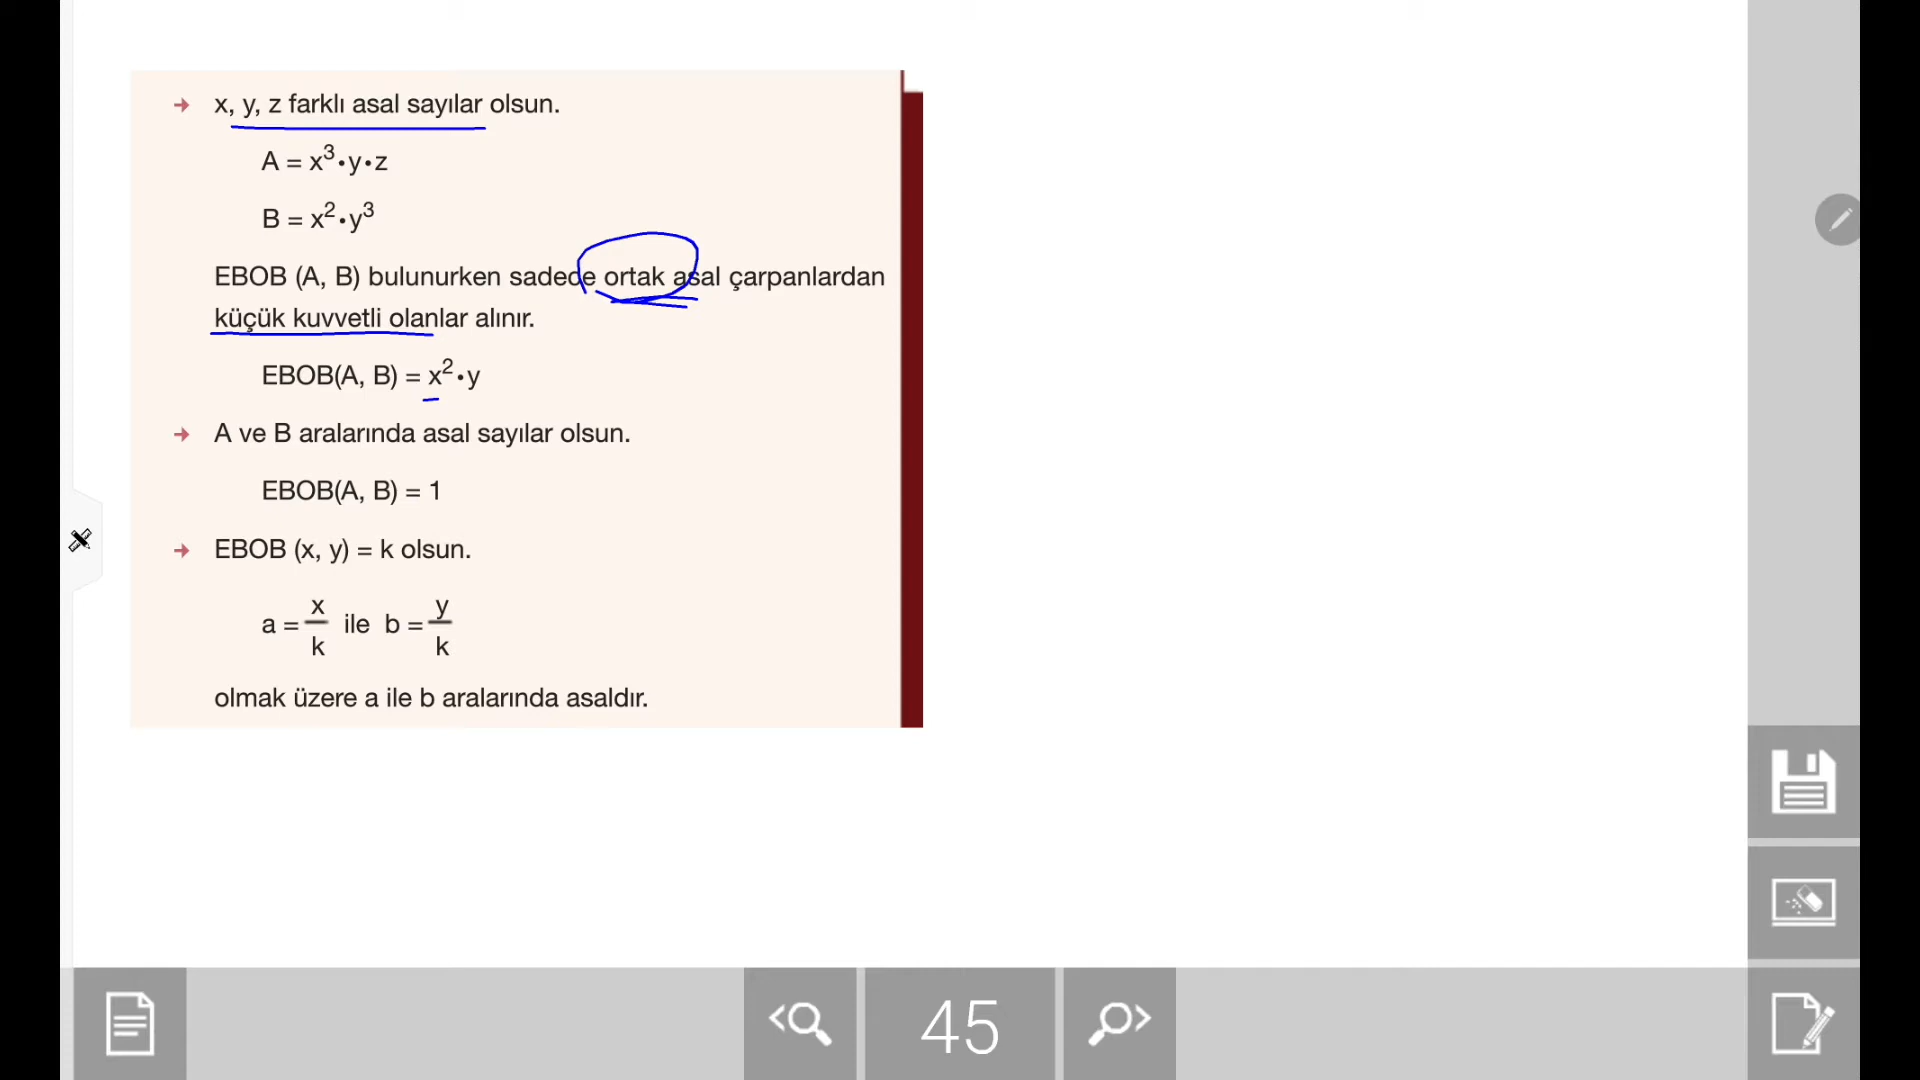 → x, y, z farklı asal sayılar olsun.
A = x³·y·z
B = x²·y³
EBOB (A, B) bulunurken sadece ortak asal çarpanlardan
küçük kuvvetli olanlar alınır.
EBOB(A, B) = x²·y
→ A ve B aralarında asal sayılar olsun.
EBOB(A, B) = 1
→ EBOB (x, y) = k olsun.
a = x/k ile b = y/k
olmak üzere a ile b aralarında asaldır.
45